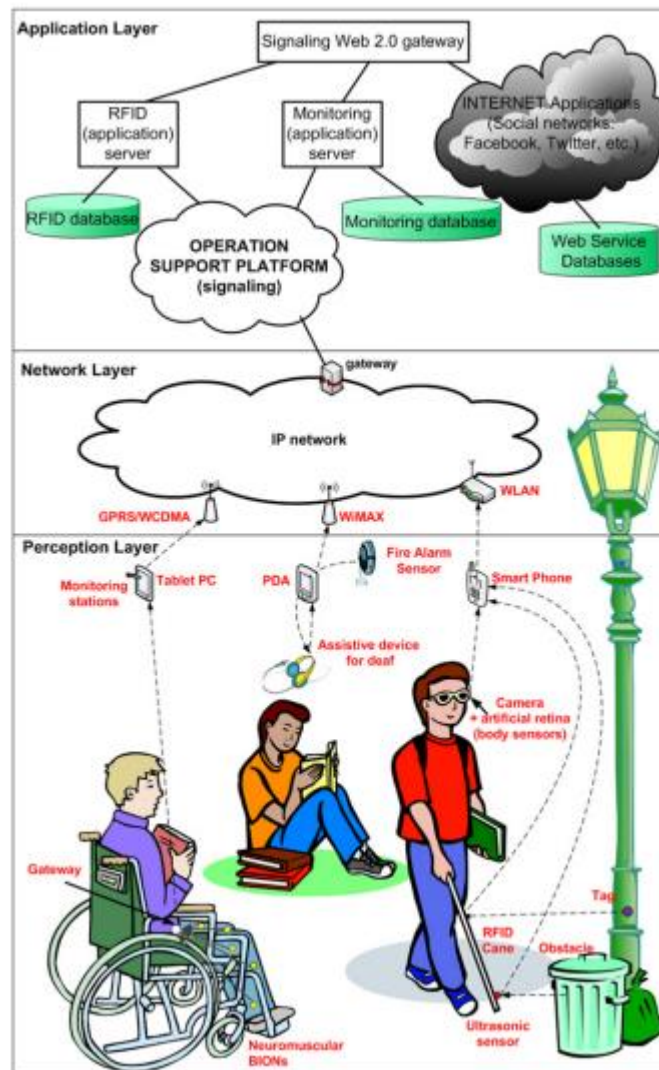 Application Layer
Signaling Web 2.0 gateway
RFID
(application)
server
Monitoring
(application)
server
INTERNET Applications
(Social networks:
Facebook, Twitter, etc.)
RFID database
Monitoring database
Web Service
Databases
OPERATION
SUPPORT PLATFORM
(signaling)
gateway
Network Layer
IP network
GPRS/WCDMA
WiMAX
WLAN
Perception Layer
Monitoring
stations
Tablet PC
PDA
Fire Alarm
Sensor
Smart Phone
Assistive device
for deaf
Camera
+ artificial retina
(body sensors)
Gateway
Tag
RFID
Cane
Obstacle
Ultrasonic
sensor
Neuromuscular
BIONs